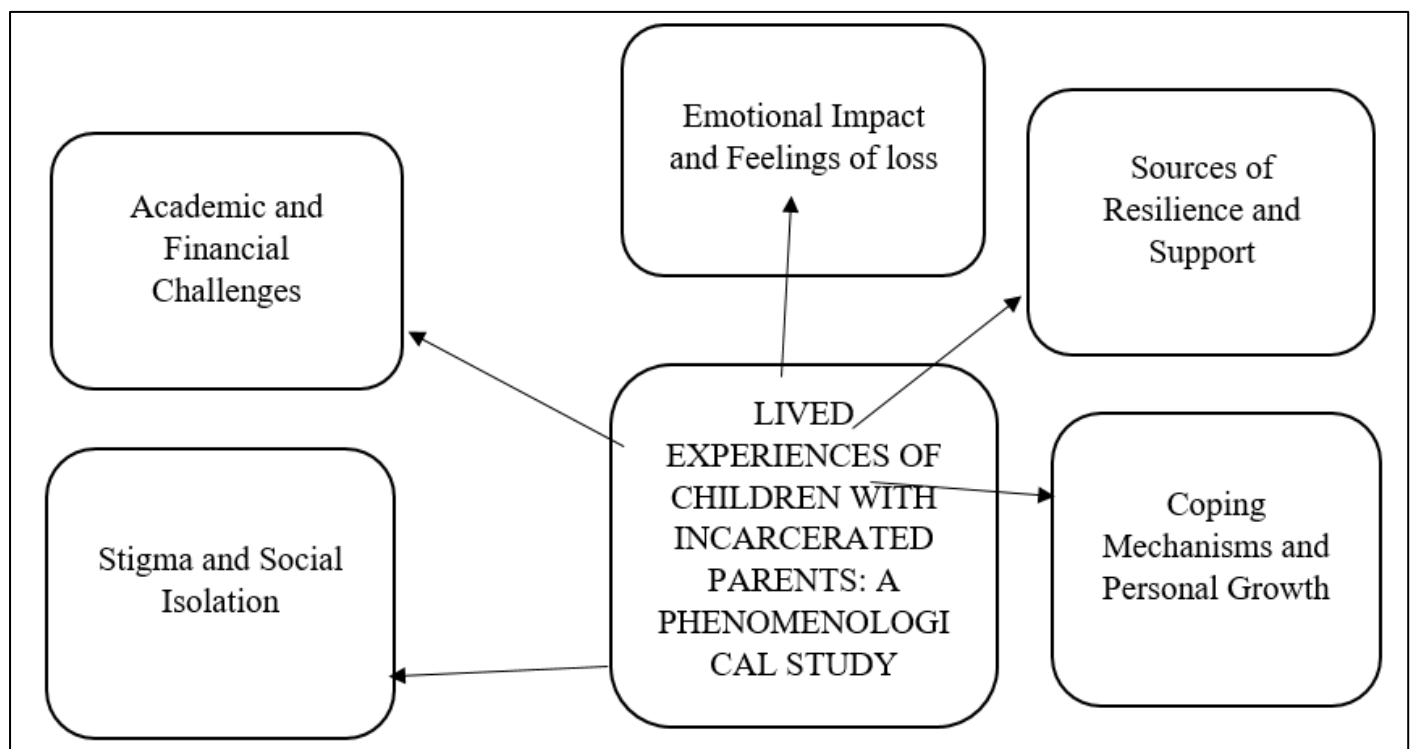 Emotional Impact
and Feelings of loss
Sources of
Resilience and
Support
Academic and
Financial
Challenges
LIVED
EXPERIENCES OF
CHILDREN WITH
INCARCERATED
PARENTS: A
PHENOMENOLOGI
CAL STUDY
Coping
Mechanisms and
Personal Growth
Stigma and Social
Isolation